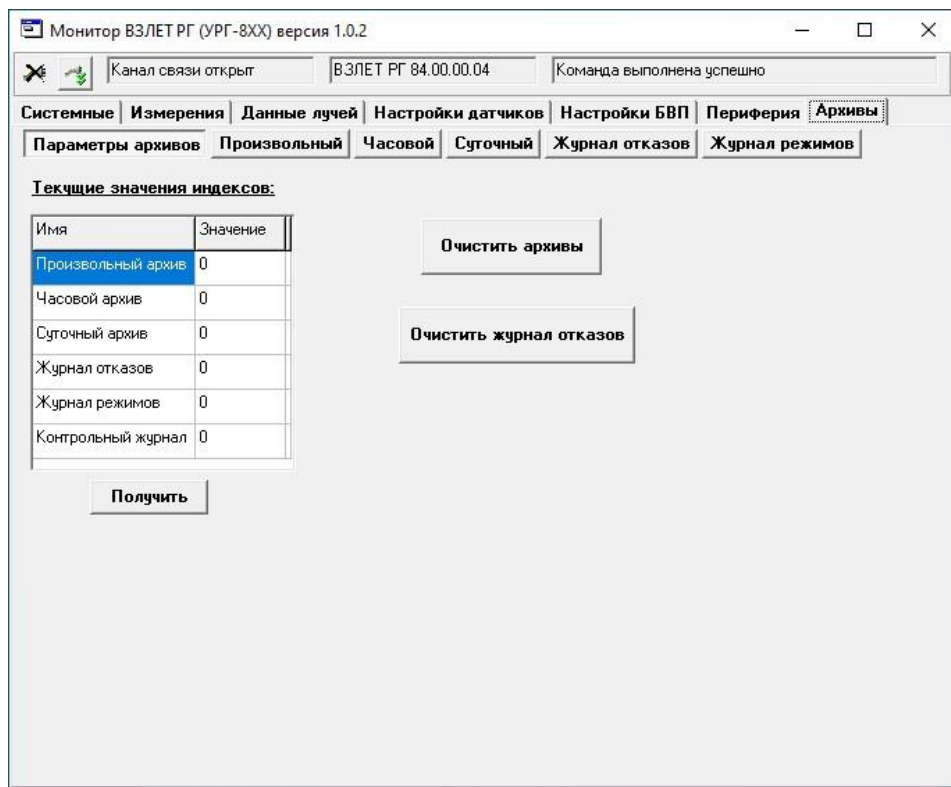 Монитор ВЗЛЕТ РГ (УРГ-8XX) версия 1.0.2
Канал связи открыт ВЗЛЕТ РГ 84.00.00.04 Команда выполнена успешно
Системные Измерения Данные лучей Настройки датчиков Настройки БВП Периферия Архивы
Параметры архивов Произвольный Часовой Суточный Журнал отказов Журнал режимов
Текущие значения индексов:
Имя Значение
Произвольный архив 0
Часовой архив 0
Суточный архив 0
Журнал отказов 0
Журнал режимов 0
Контрольный журнал 0
Получить
Очистить архивы
Очистить журнал отказов